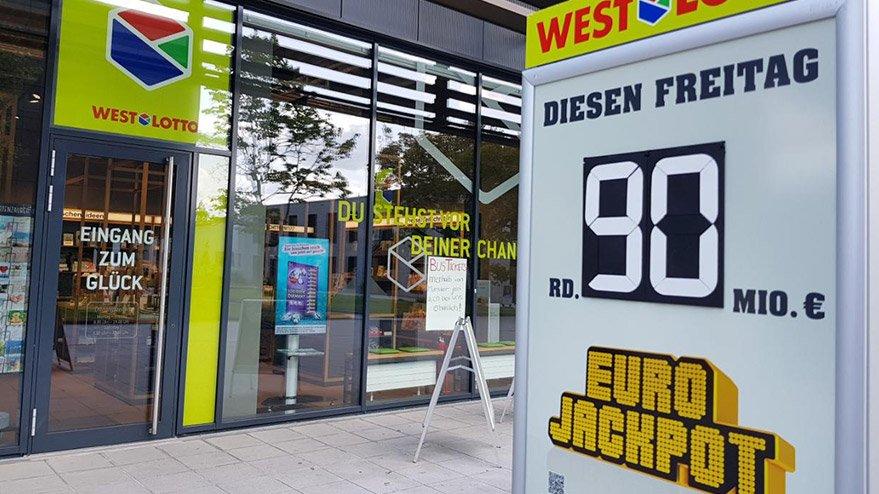 WEST LOTTO
EINGANG
ZUM
GLÜCK
DU STEHST VOR
DEINER CHAN
BUSTICKETS
WEST LOTTO
DIESEN FREITAG
RD. 90 MIO. €
EURO
JACKPOT